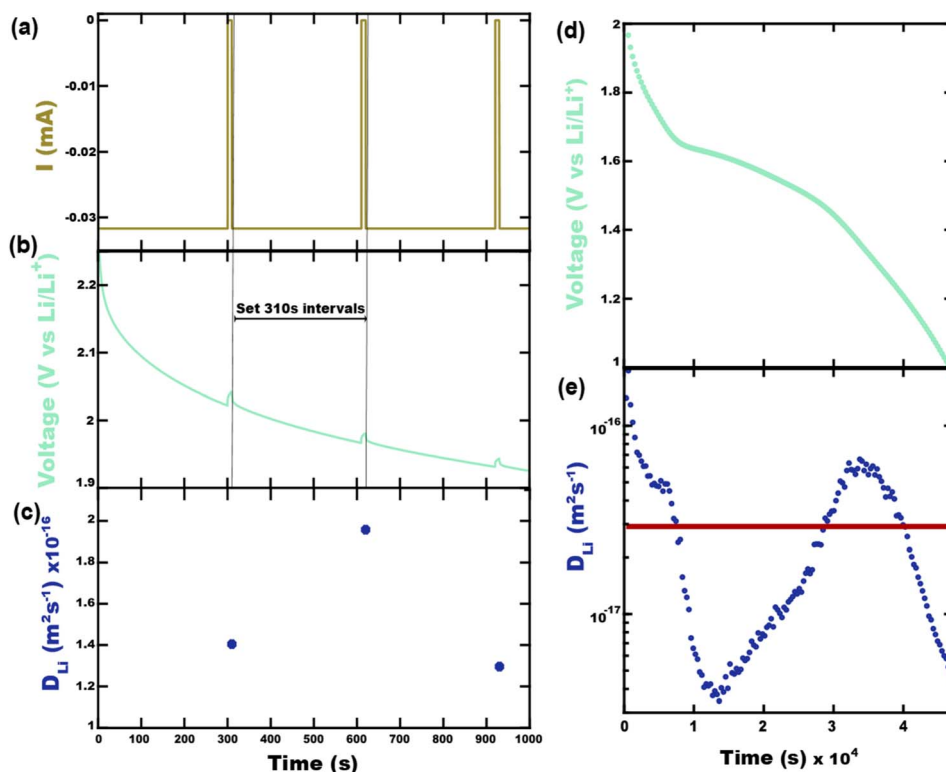 (a)
0
-0.01
-0.02
-0.03
I (mA)
(b)
2.2
2.1
2
1.9
Voltage (V vs Li/Li⁺)
Set 310s intervals
(c)
2
1.8
1.6
1.4
1.2
1
D_Li (m²s⁻¹) x10⁻¹⁶
0 100 200 300 400 500 600 700 800 900 1000
Time (s)
(d)
2
1.8
1.6
1.4
1.2
1
Voltage (V vs Li/Li⁺)
(e)
10⁻¹⁶
10⁻¹⁷
D_Li (m²s⁻¹)
0 1 2 3 4
Time (s) x 10⁴